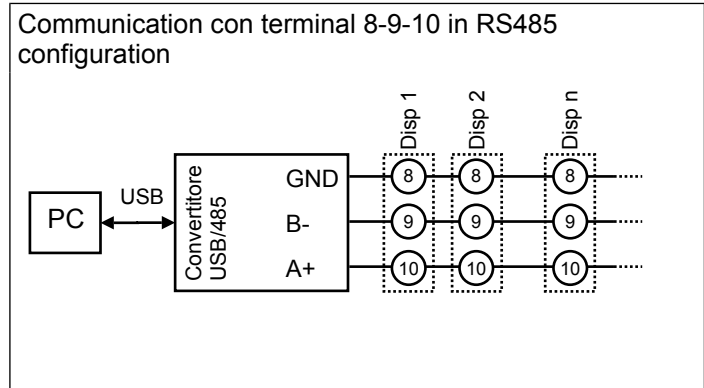 Communication con terminal 8-9-10 in RS485
configuration
Disp 1
Disp 2
Disp n
PC
USB
Convertitore
USB/485
GND
8
8
8
B-
9
9
9
A+
10
10
10